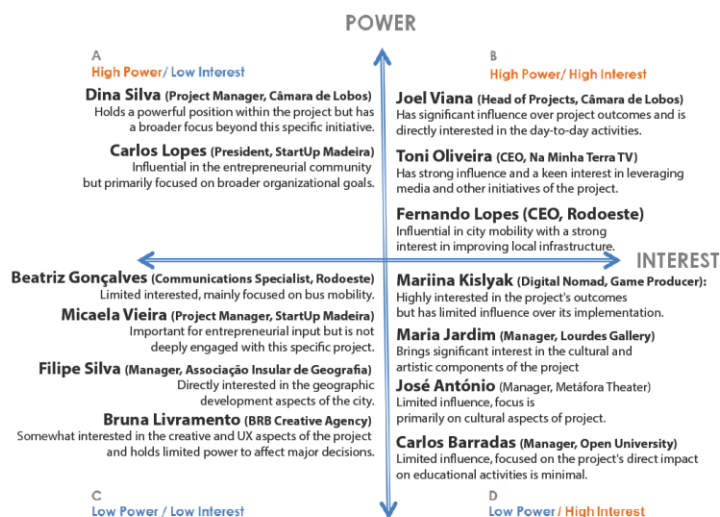 POWER
A
High Power/ Low Interest
Dina Silva (Project Manager, Câmara de Lobos)
Holds a powerful position within the project but has
a broader focus beyond this specific initiative.
Carlos Lopes (President, StartUp Madeira)
Influential in the entrepreneurial community
but primarily focused on broader organizational goals.
B
High Power/ High Interest
Joel Viana (Head of Projects, Câmara de Lobos)
Has significant influence over project outcomes and is
directly interested in the day-to-day activities.
Toni Oliveira (CEO, Na Minha Terra TV)
Has strong influence and a keen interest in leveraging
media and other initiatives of the project.
Fernando Lopes (CEO, Rodoeste)
Influential in city mobility with a strong
interest in improving local infrastructure.
INTEREST
Beatriz Gonçalves (Communications Specialist, Rodoeste)
Limited interested, mainly focused on bus mobility.
Micaela Vieira (Project Manager, StartUp Madeira)
Important for entrepreneurial input but is not
deeply engaged with this specific project.
Filipe Silva (Manager, Associação Insular de Geografia)
Directly interested in the geographic
development aspects of the city.
Bruna Livramento (BRB Creative Agency)
Somewhat interested in the creative and UX aspects of the project
and holds limited power to affect major decisions.
C
Low Power / Low Interest
Mariina Kislyak (Digital Nomad, Game Producer):
Highly interested in the project's outcomes
but has limited influence over its implementation.
Maria Jardim (Manager, Lourdes Gallery)
Brings significant interest in the cultural and
artistic components of the project
José António (Manager, Metáfora Theater)
Limited influence, focus is
primarily on cultural aspects of project.
Carlos Barradas (Manager, Open University)
Limited influence, focused on the project's direct impact
on educational activities is minimal.
D
Low Power/ High Interest